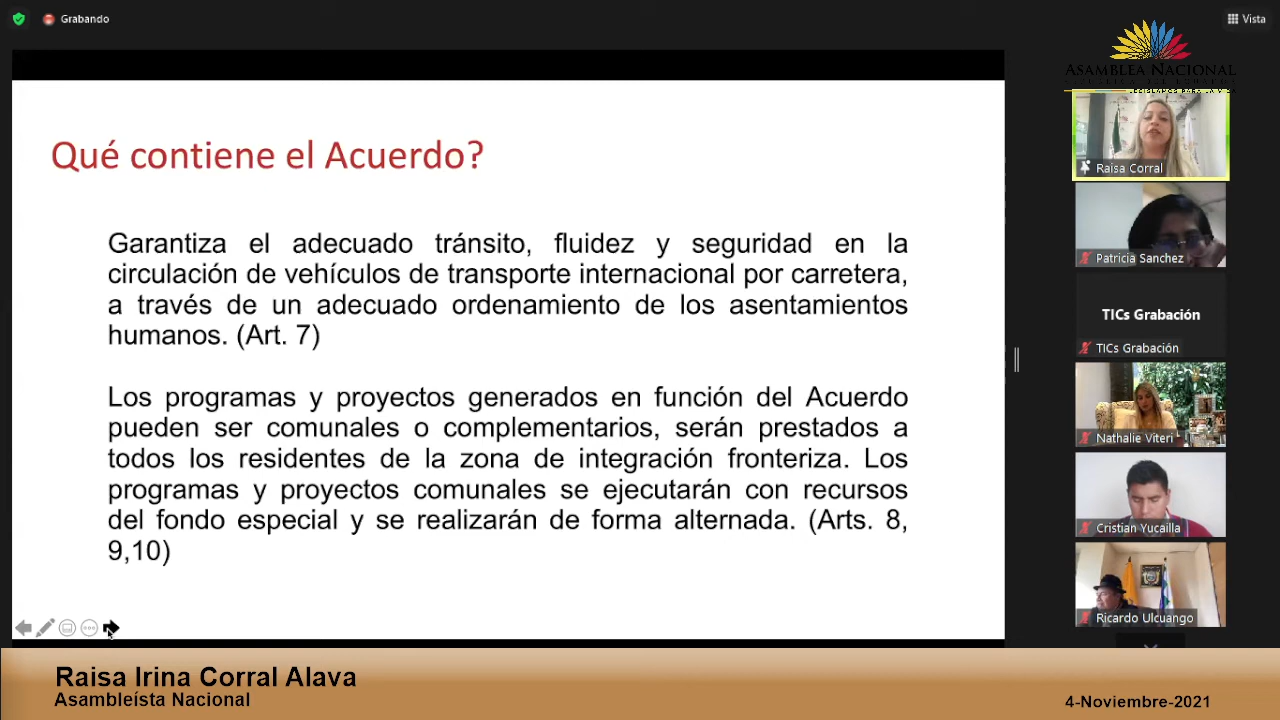 Grabando
Vista
ASAMBLEA NACIONAL
Qué contiene el Acuerdo?
Garantiza el adecuado tránsito, fluidez y seguridad en la
circulación de vehículos de transporte internacional por carretera,
a través de un adecuado ordenamiento de los asentamientos
humanos. (Art. 7)
Los programas y proyectos generados en función del Acuerdo
pueden ser comunales o complementarios, serán prestados a
todos los residentes de la zona de integración fronteriza. Los
programas y proyectos comunales se ejecutarán con recursos
del fondo especial y se realizarán de forma alternada. (Arts. 8,
9,10)
Raisa Corral
Patricia Sanchez
TICs Grabación
TICs Grabación
Nathalie Viteri
Cristian Yucailla
Ricardo Ulcuango
Raisa Irina Corral Alava
Asambleísta Nacional
4-Noviembre-2021